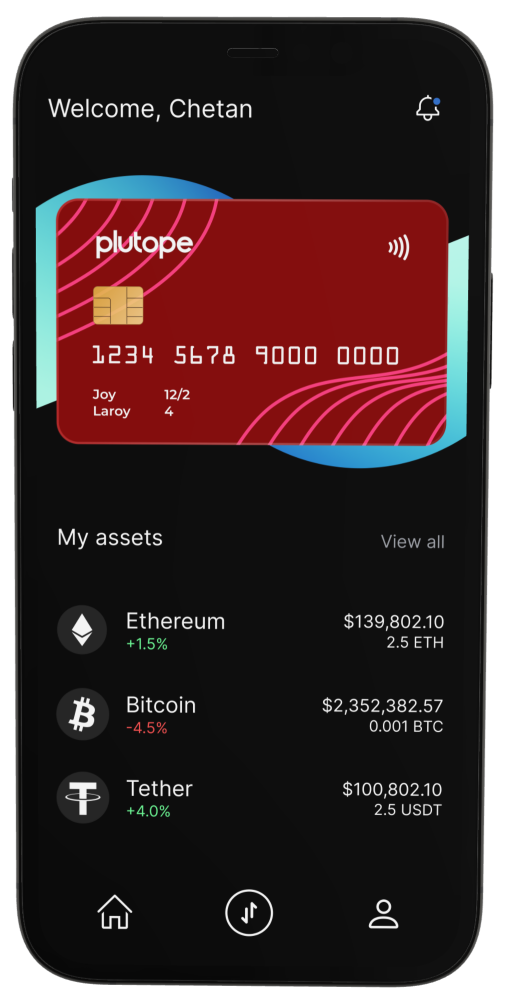 Welcome, Chetan
plutope
1234 5678 9000 0000
Joy 12/2
Laroy 4
My assets View all
Ethereum $139,802.10
+1.5% 2.5 ETH
Bitcoin $2,352,382.57
-4.5% 0.001 BTC
Tether $100,802.10
+4.0% 2.5 USDT